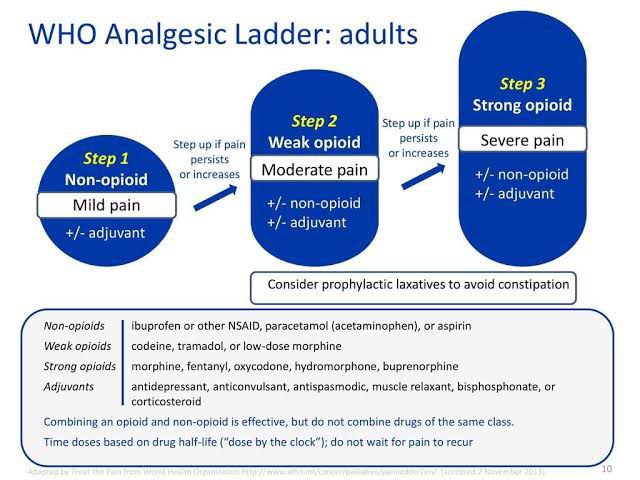 WHO Analgesic Ladder: adults
Step 1
Non-opioid
Mild pain
+/- adjuvant
Step up if pain
persists
or increases
Step 2
Weak opioid
Moderate pain
+/- non-opioid
+/- adjuvant
Step up if pain
persists
or increases
Step 3
Strong opioid
Severe pain
+/- non-opioid
+/- adjuvant
Consider prophylactic laxatives to avoid constipation
Non-opioids ibuprofen or other NSAID, paracetamol (acetaminophen), or aspirin
Weak opioids codeine, tramadol, or low-dose morphine
Strong opioids morphine, fentanyl, oxycodone, hydromorphone, buprenorphine
Adjuvants antidepressant, anticonvulsant, antispasmodic, muscle relaxant, bisphosphonate, or
corticosteroid
Combining an opioid and non-opioid is effective, but do not combine drugs of the same class.
Time doses based on drug half-life (“dose by the clock”); do not wait for pain to recur
Adapted by Treat the Pain from World Health Organization http://www.who.int/cancer/palliative/painladder/en/ (accessed 7 November 2013)
10